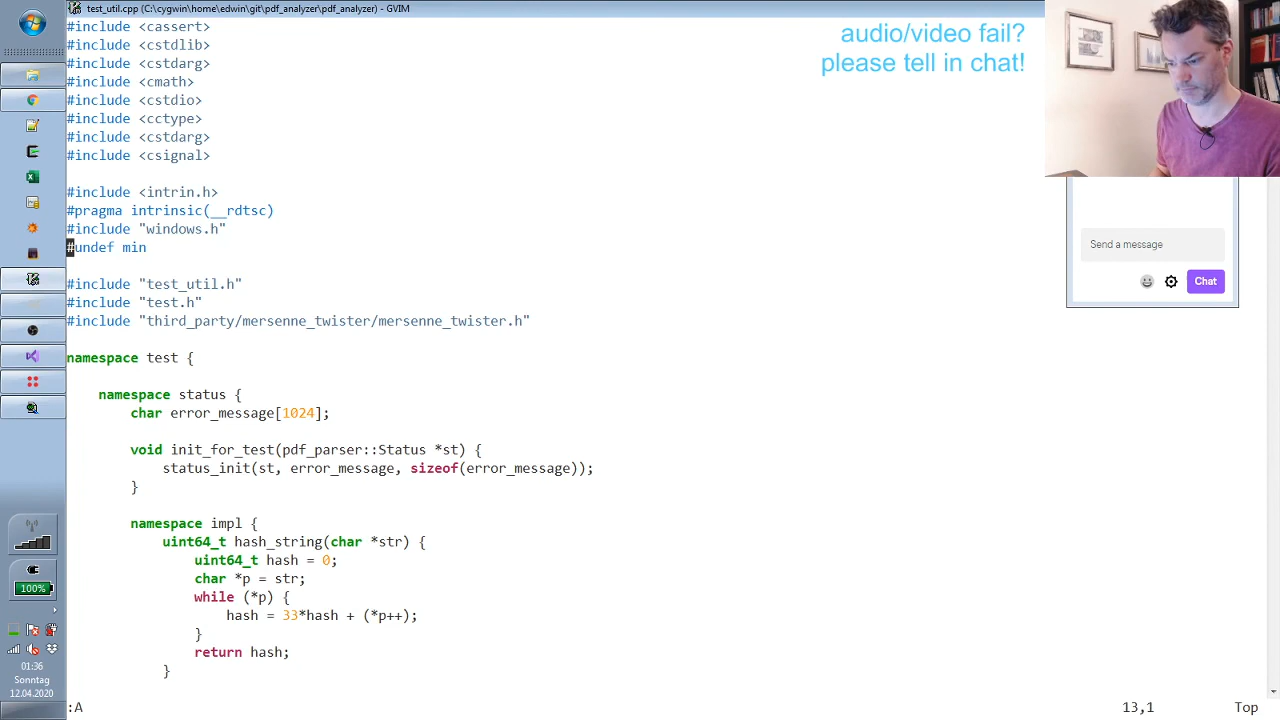 test_util.cpp (C:\cygwin\home\edwin\git\pdf_analyzer\pdf_analyzer) - GVIM
#include <cassert>
#include <cstdlib>
#include <cstdarg>
#include <cmath>
#include <cstdio>
#include <cctype>
#include <cstdarg>
#include <csignal>
#include <intrin.h>
#pragma intrinsic(__rdtsc)
#include "windows.h"
#undef min
#include "test_util.h"
#include "test.h"
#include "third_party/mersenne_twister/mersenne_twister.h"
namespace test {
namespace status {
char error_message[1024];
void init_for_test(pdf_parser::Status *st) {
status_init(st, error_message, sizeof(error_message));
}
namespace impl {
uint64_t hash_string(char *str) {
uint64_t hash = 0;
char *p = str;
while (*p) {
hash = 33*hash + (*p++);
}
return hash;
}
:A
13,1
Top
audio/video fail?
please tell in chat!
Send a message
Chat
100%
01:36
Sonntag
12.04.2020